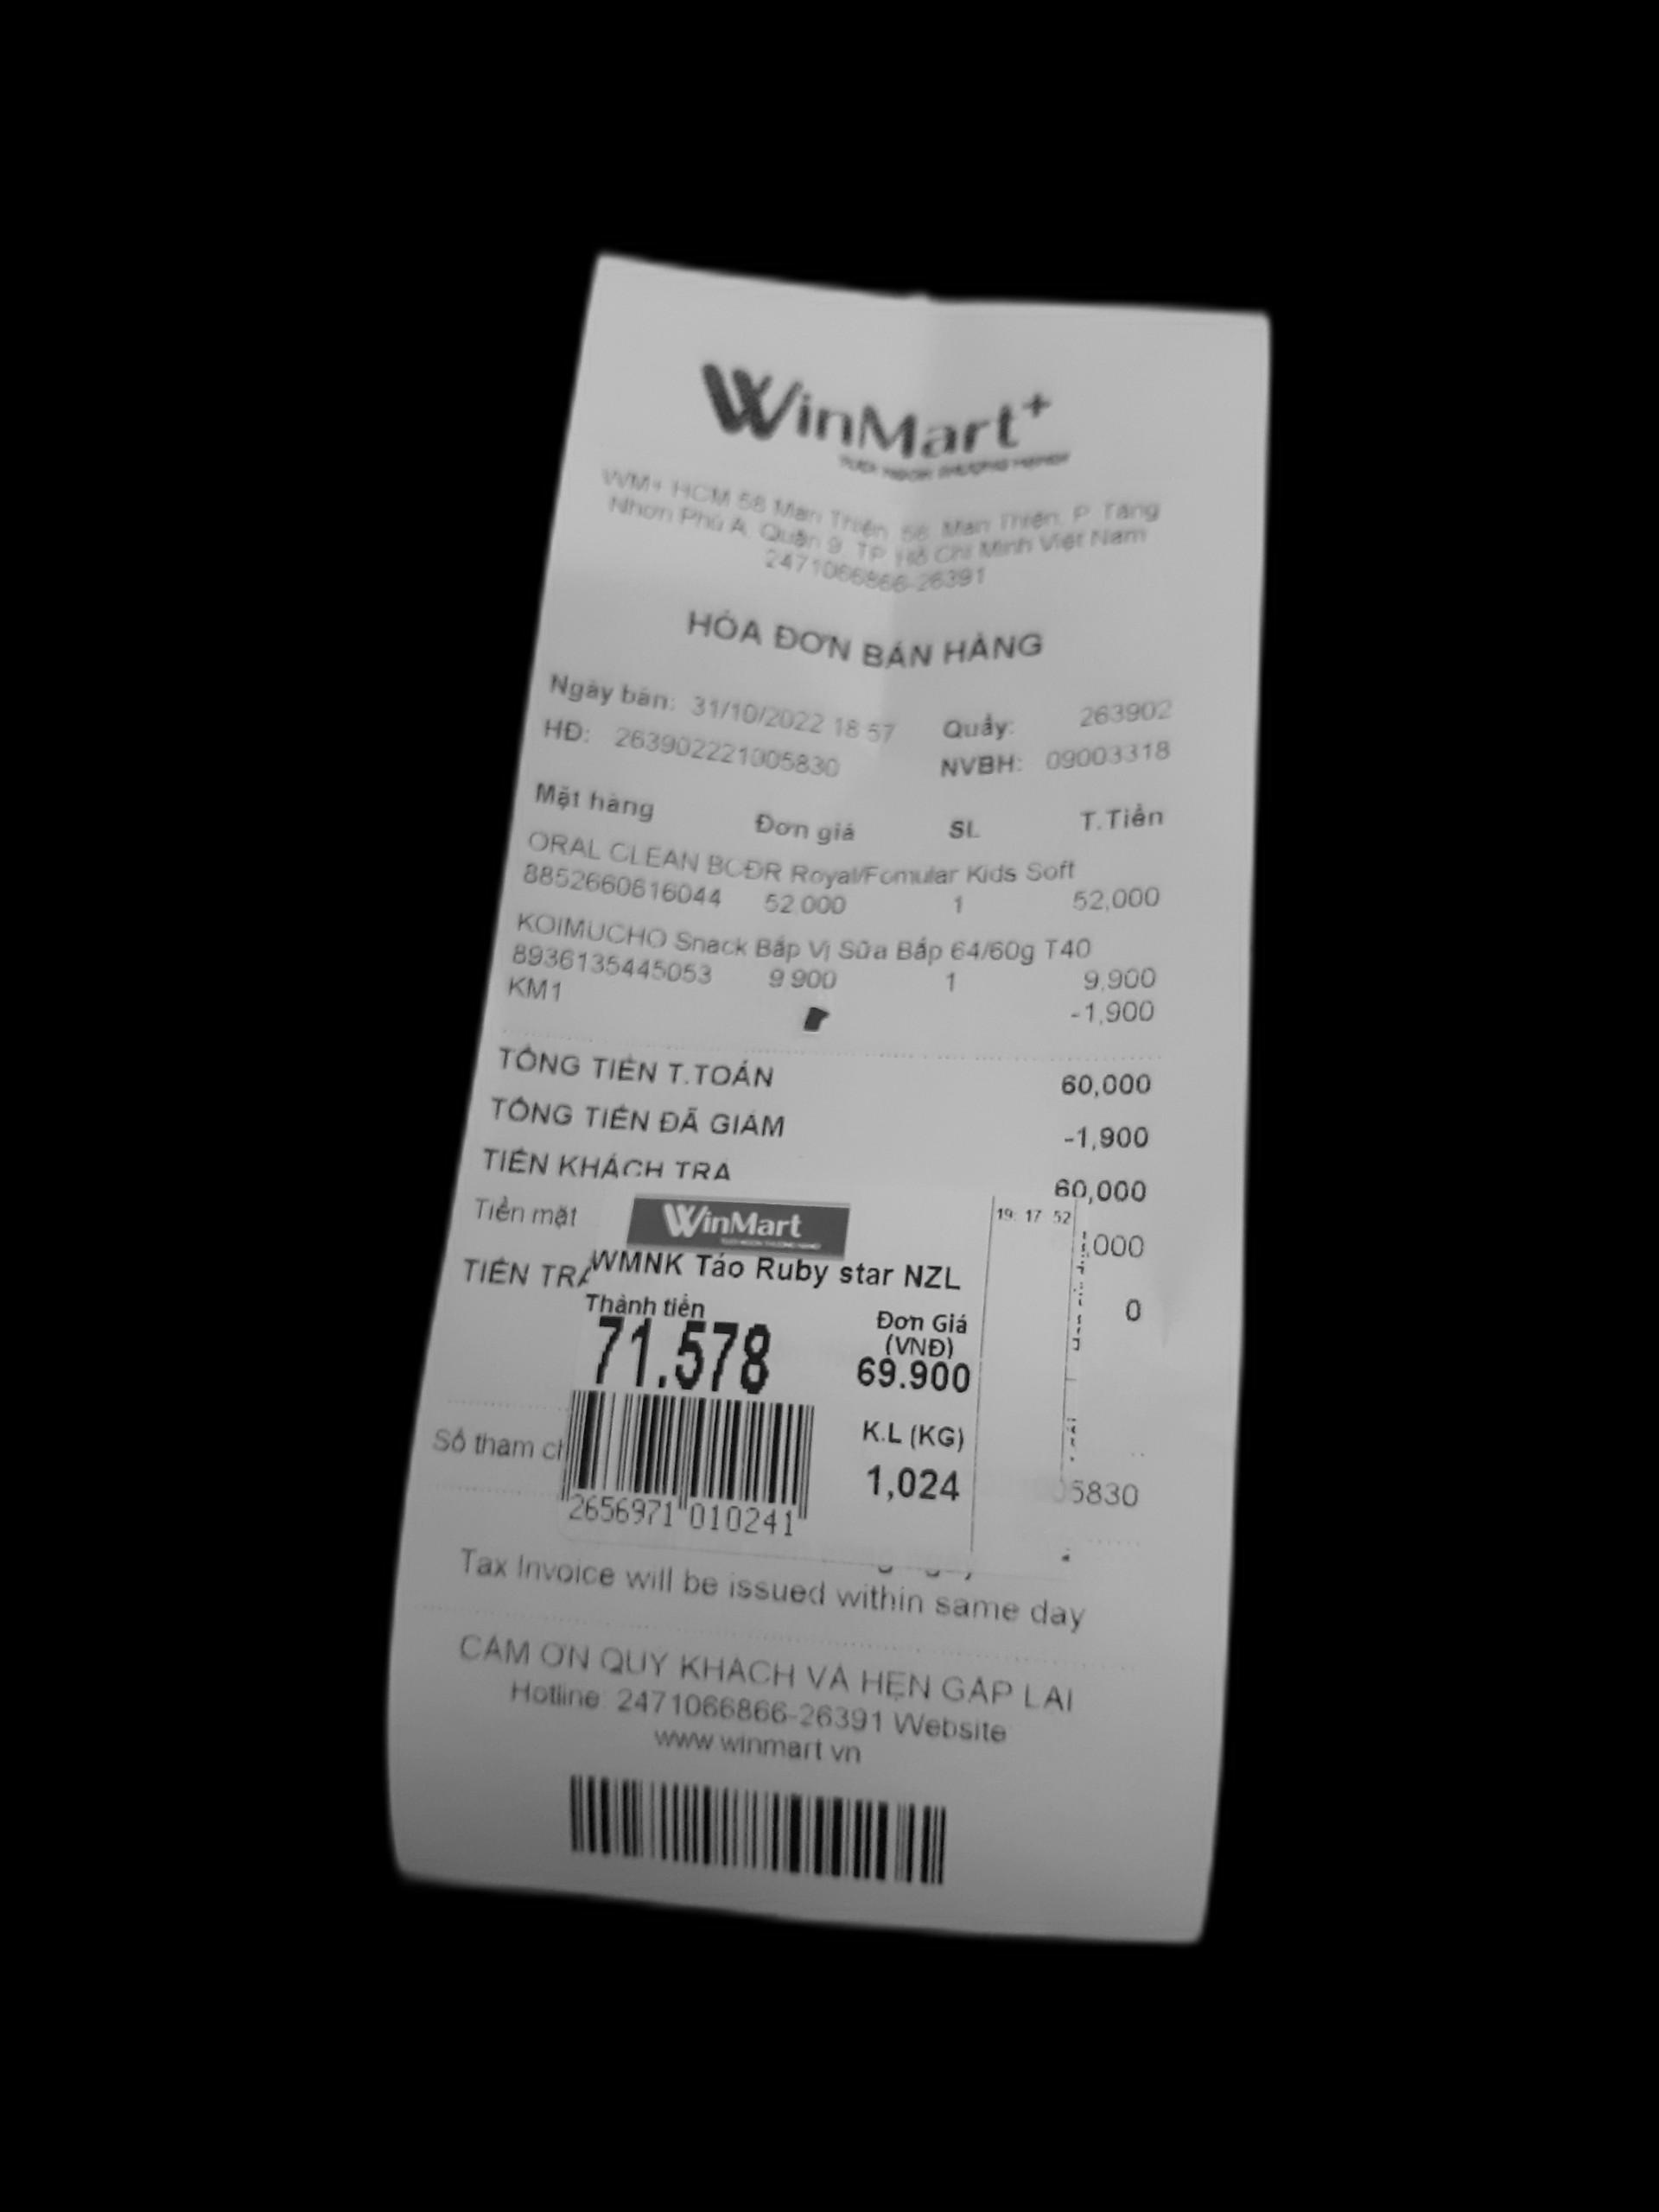 WinMart+
WM+ HCM 58 Man Thiện, 58, Man Thiện, P. Tăng
Nhơn Phú A, Quận 9, TP. Hồ Chí Minh Việt Nam
2471066866-26391
HÓA ĐƠN BÁN HÀNG
Ngày bán: 31/10/2022 18:57 Quầy: 263902
HĐ: 263902221005830 NVBH: 09003318
Mặt hàng Đơn giá SL T.Tiền
ORAL CLEAN BCĐR Royal/Fomular Kids Soft
8852660616044 52.000 1 52,000
KOIMUCHO Snack Bắp Vị Sữa Bắp 64/60g T40
8936135445053 9.900 1 9,900
KM1 -1,900
TỔNG TIỀN T.TOÁN 60,000
TỔNG TIỀN ĐÃ GIẢM -1,900
TIỀN KHÁCH TRẢ 60,000
Tiền mặt ,000
TIỀN TRẢ 0
WinMart
19: 17 52
WMNK Táo Ruby star NZL
Thành tiền Đơn Giá
(VNĐ)
71.578 69.900
K.L (KG)
1,024
2656971 010241
Số tham ch 5830
Tax Invoice will be issued within same day
CẢM ƠN QUÝ KHÁCH VÀ HẸN GẶP LẠI
Hotline: 2471066866-26391 Website:
www.winmart.vn